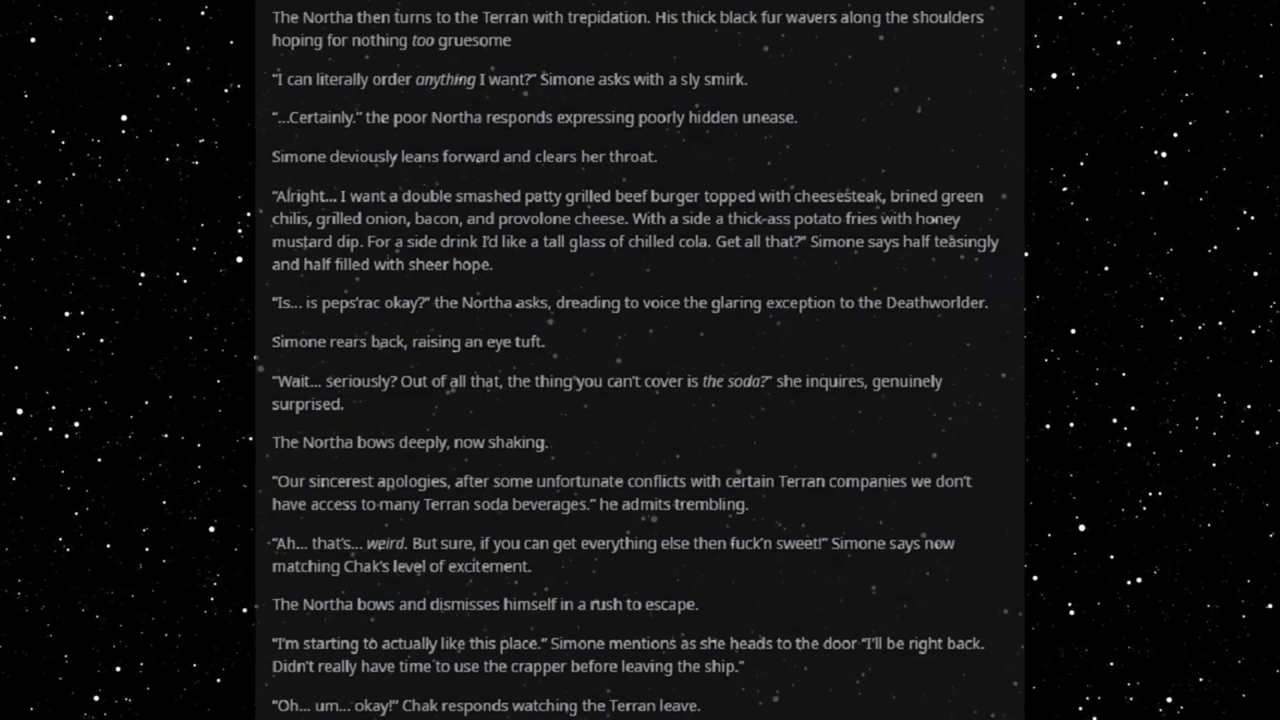 The Northa then turns to the Terran with trepidation. His thick black fur wavers along the shoulders
hoping for nothing too gruesome
“I can literally order anything I want?” Simone asks with a sly smirk.
“...Certainly.” the poor Northa responds expressing poorly hidden unease.
Simone deviously leans forward and clears her throat.
“Alright... I want a double smashed patty grilled beef burger topped with cheesesteak, brined green
chilis, grilled onion, bacon, and provolone cheese. With a side a thick-ass potato fries with honey
mustard dip. For a side drink I’d like a tall glass of chilled cola. Get all that?” Simone says half teasingly
and half filled with sheer hope.
“Is... is peps’rac okay?” the Northa asks, dreading to voice the glaring exception to the Deathworlder.
Simone rears back, raising an eye tuft.
“Wait... seriously? Out of all that, the thing you can’t cover is the soda?” she inquires, genuinely
surprised.
The Northa bows deeply, now shaking.
“Our sincerest apologies, after some unfortunate conflicts with certain Terran companies we don’t
have access to many Terran soda beverages.” he admits trembling.
“Ah... that’s... weird. But sure, if you can get everything else then fuck’n sweet!” Simone says now
matching Chak’s level of excitement.
The Northa bows and dismisses himself in a rush to escape.
“I’m starting to actually like this place.” Simone mentions as she heads to the door “I’ll be right back.
Didn’t really have time to use the crapper before leaving the ship.”
“Oh... um... okay!” Chak responds watching the Terran leave.